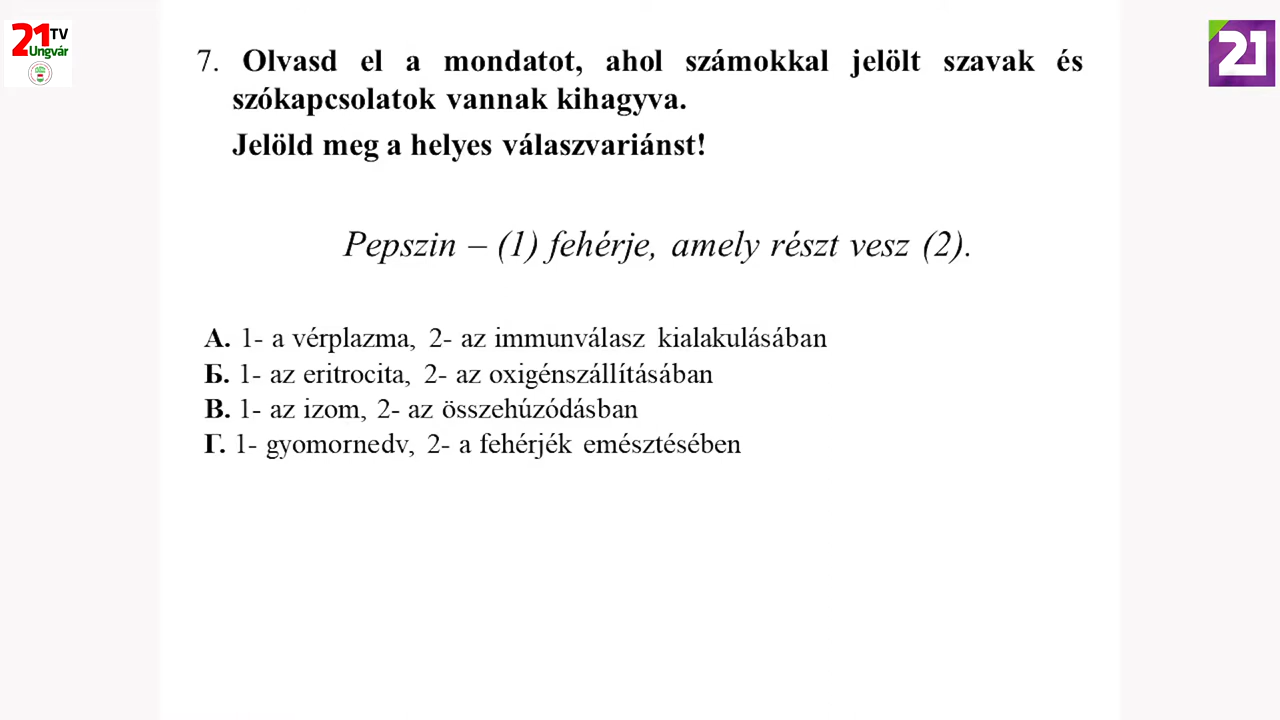 21 TV
Ungvár
21
7. Olvasd el a mondatot, ahol számokkal jelölt szavak és
szókapcsolatok vannak kihagyva.
Jelöld meg a helyes válaszvariánst!
Pepszin – (1) fehérje, amely részt vesz (2).
А. 1- a vérplazma, 2- az immunválasz kialakulásában
Б. 1- az eritrocita, 2- az oxigénszállításában
В. 1- az izom, 2- az összehúzódásban
Г. 1- gyomornedv, 2- a fehérjék emésztésében